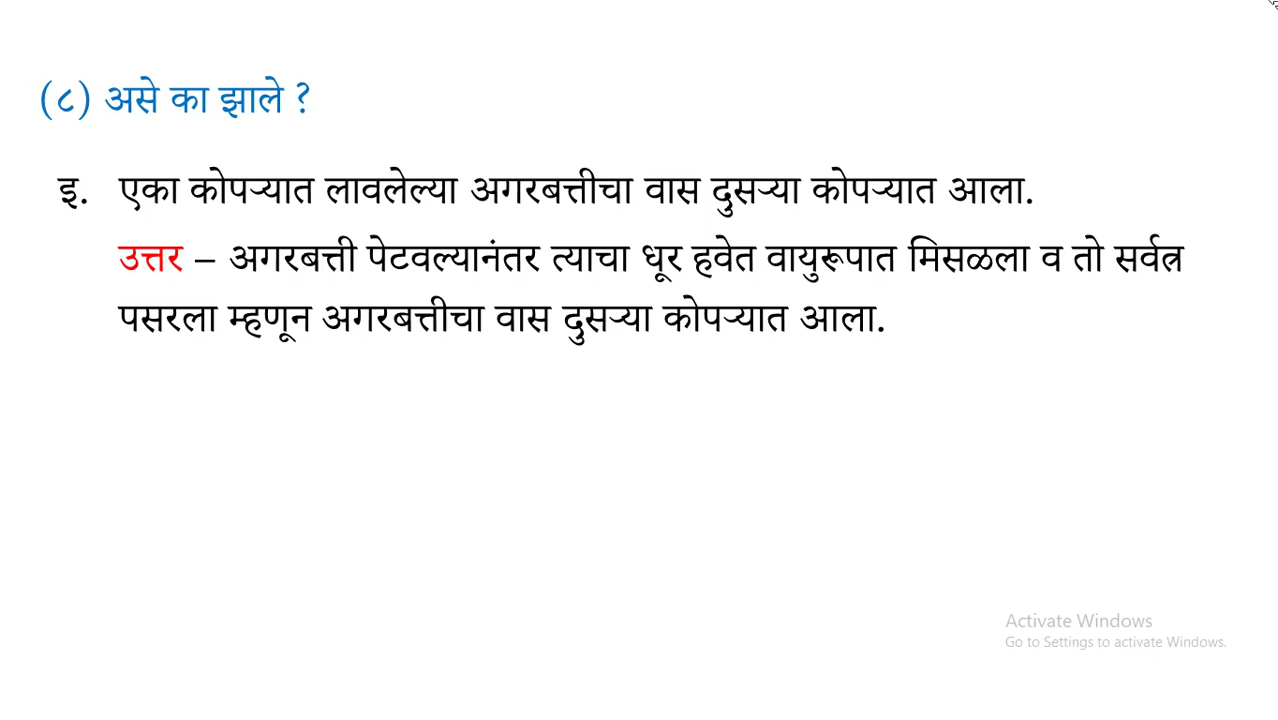 (८) असे का झाले ?
इ. एका कोपऱ्यात लावलेल्या अगरबत्तीचा वास दुसऱ्या कोपऱ्यात आला.
उत्तर – अगरबत्ती पेटवल्यानंतर त्याचा धूर हवेत वायुरूपात मिसळला व तो सर्वत्र
पसरला म्हणून अगरबत्तीचा वास दुसऱ्या कोपऱ्यात आला.
Activate Windows
Go to Settings to activate Windows.